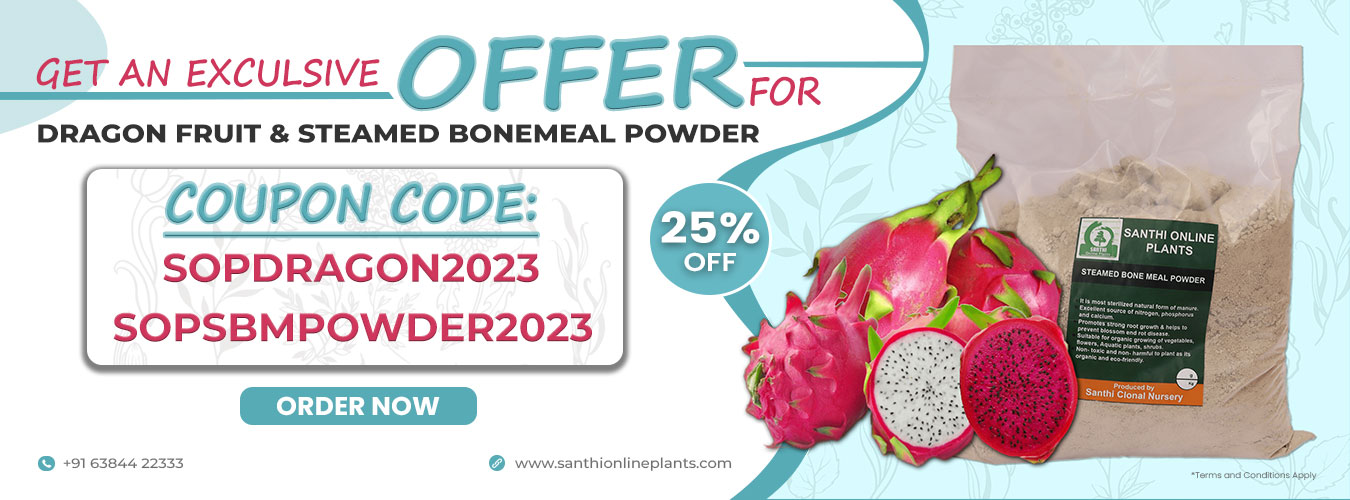 GET AN EXCULSIVE OFFER FOR
DRAGON FRUIT & STEAMED BONEMEAL POWDER
COUPON CODE:
SOPDRAGON2023
SOPSBMPOWDER2023
ORDER NOW
+91 63844 22333
www.santhionlineplants.com
25%
OFF
SANTHI
SANTHI ONLINE
PLANTS
STEAMED BONE MEAL POWDER
It is most sterilized natural form of manure.
Excellent source of nitrogen, phosphorus
and calcium.
Promotes strong root growth & helps to
prevent blossom end rot disease.
Suitable for organic growing of vegetables,
flowers, Aquatic plants, shrubs.
Non- toxic and non- harmful to plant as its
organic and eco-friendly.
Produced by
Santhi Clonal Nursery
*Terms and Conditions Apply